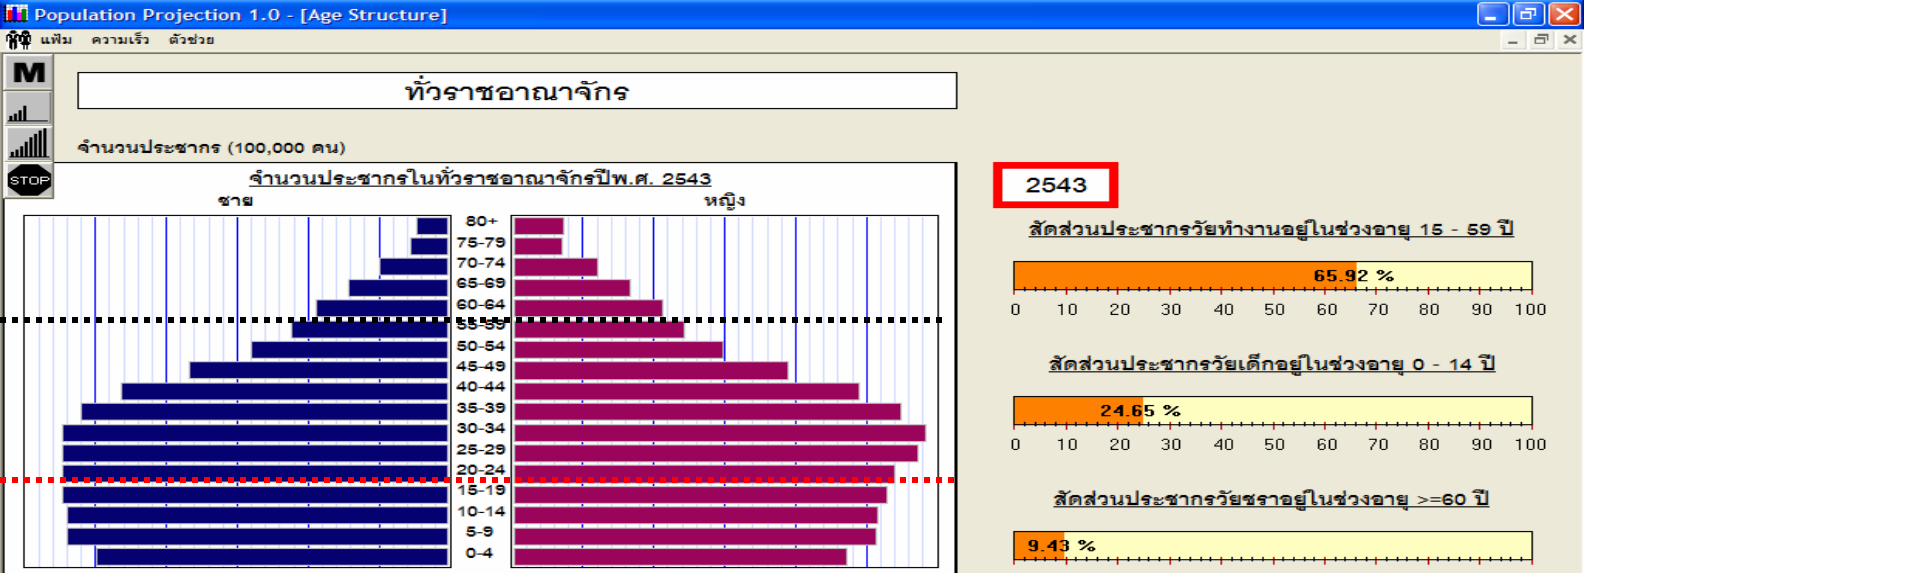 Population Projection 1.0 - [Age Structure]
แฟ้ม ความเร็ว ตัวช่วย
M
STOP
ทั่วราชอาณาจักร
จำนวนประชากร (100,000 คน)
จำนวนประชากรในทั่วราชอาณาจักรปีพ.ศ. 2543
ชาย หญิง
80+
75-79
70-74
65-69
60-64
55-59
50-54
45-49
40-44
35-39
30-34
25-29
20-24
15-19
10-14
5-9
0-4
2543
สัดส่วนประชากรวัยทำงานอยู่ในช่วงอายุ 15 - 59 ปี
65.92 %
0 10 20 30 40 50 60 70 80 90 100
สัดส่วนประชากรวัยเด็กอยู่ในช่วงอายุ 0 - 14 ปี
24.65 %
0 10 20 30 40 50 60 70 80 90 100
สัดส่วนประชากรวัยชราอยู่ในช่วงอายุ >=60 ปี
9.43 %